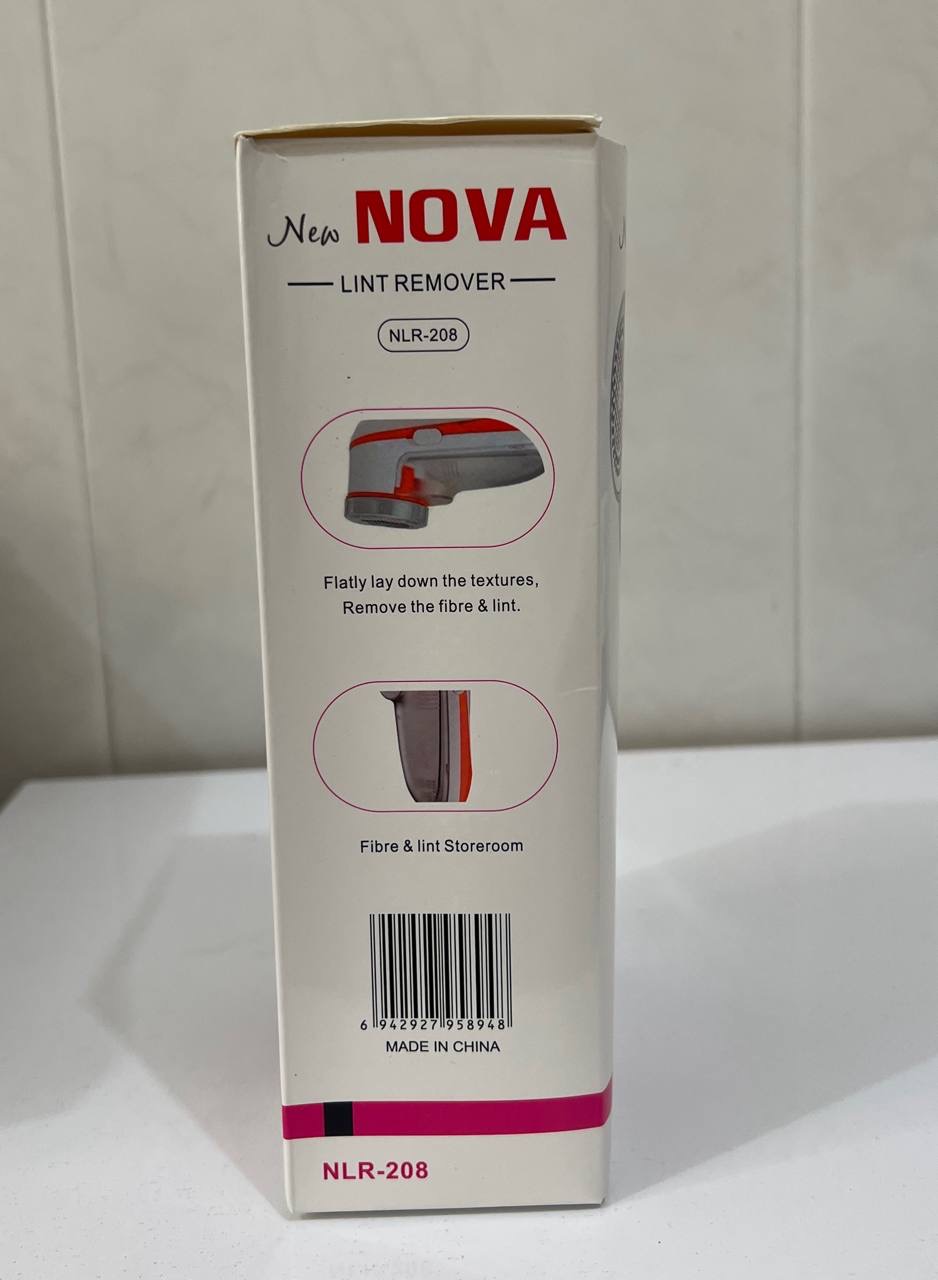 New NOVA
LINT REMOVER
NLR-208
Flatly lay down the textures,
Remove the fibre & lint.
Fibre & lint Storeroom
6 942927 958948
MADE IN CHINA
NLR-208